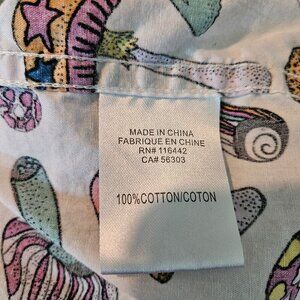 MADE IN CHINA
FABRIQUE EN CHINE
RN# 116442
CA# 56303
100%COTTON/COTON